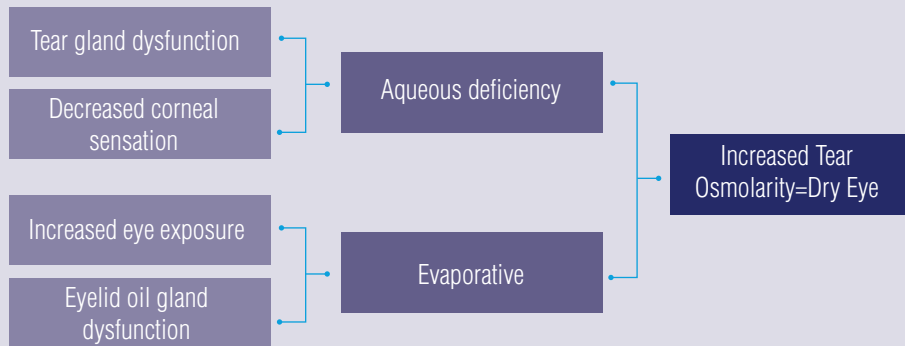 Tear gland dysfunction
Decreased corneal
sensation
Aqueous deficiency
Increased eye exposure
Eyelid oil gland
dysfunction
Evaporative
Increased Tear
Osmolarity=Dry Eye